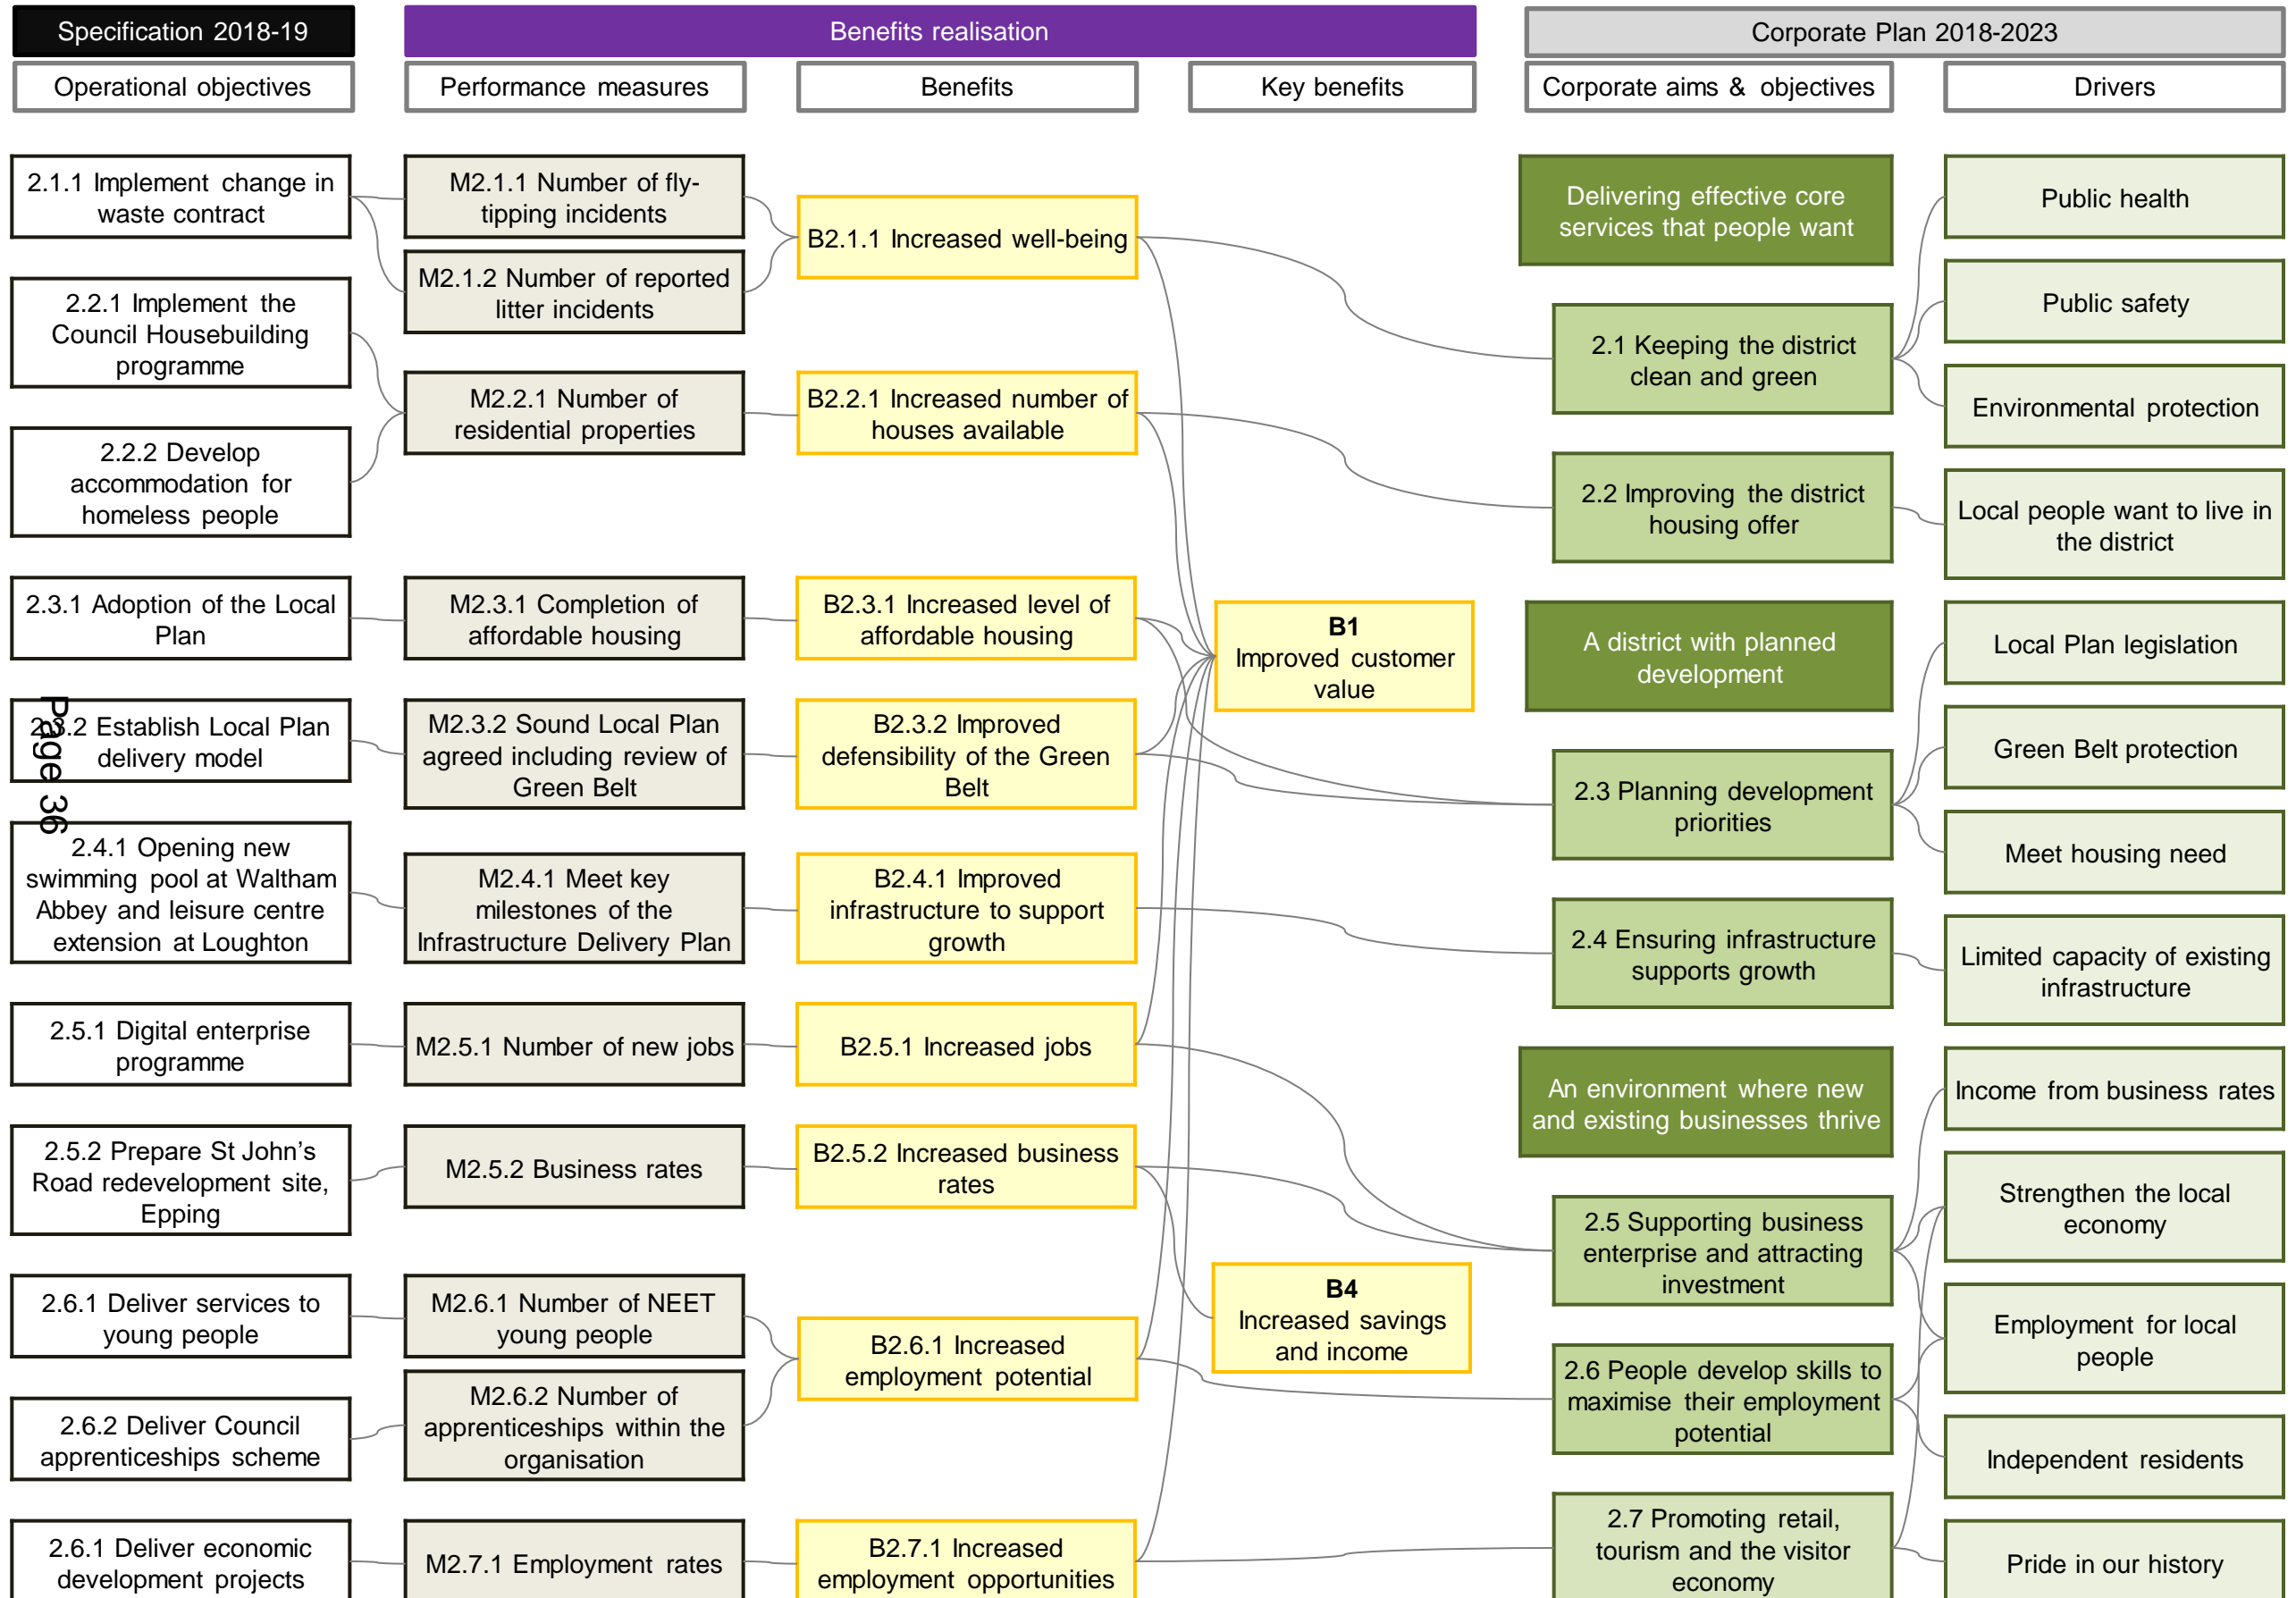 Specification 2018-19
Benefits realisation
Corporate Plan 2018-2023
Operational objectives
Performance measures
Benefits
Key benefits
Corporate aims & objectives
Drivers
2.1.1 Implement change in
waste contract
2.2.1 Implement the
Council Housebuilding
programme
2.2.2 Develop
accommodation for
homeless people
2.3.1 Adoption of the Local
Plan
2.3.2 Establish Local Plan
delivery model
Page 36
2.4.1 Opening new
swimming pool at Waltham
Abbey and leisure centre
extension at Loughton
2.5.1 Digital enterprise
programme
2.5.2 Prepare St John’s
Road redevelopment site,
Epping
2.6.1 Deliver services to
young people
2.6.2 Deliver Council
apprenticeships scheme
2.6.1 Deliver economic
development projects
M2.1.1 Number of fly-
tipping incidents
M2.1.2 Number of reported
litter incidents
M2.2.1 Number of
residential properties
M2.3.1 Completion of
affordable housing
M2.3.2 Sound Local Plan
agreed including review of
Green Belt
M2.4.1 Meet key
milestones of the
Infrastructure Delivery Plan
M2.5.1 Number of new jobs
M2.5.2 Business rates
M2.6.1 Number of NEET
young people
M2.6.2 Number of
apprenticeships within the
organisation
M2.7.1 Employment rates
B2.1.1 Increased well-being
B2.2.1 Increased number of
houses available
B2.3.1 Increased level of
affordable housing
B2.3.2 Improved
defensibility of the Green
Belt
B2.4.1 Improved
infrastructure to support
growth
B2.5.1 Increased jobs
B2.5.2 Increased business
rates
B2.6.1 Increased
employment potential
B2.7.1 Increased
employment opportunities
B1
Improved customer
value
B4
Increased savings
and income
Delivering effective core
services that people want
2.1 Keeping the district
clean and green
2.2 Improving the district
housing offer
A district with planned
development
2.3 Planning development
priorities
2.4 Ensuring infrastructure
supports growth
An environment where new
and existing businesses thrive
2.5 Supporting business
enterprise and attracting
investment
2.6 People develop skills to
maximise their employment
potential
2.7 Promoting retail,
tourism and the visitor
economy
Public health
Public safety
Environmental protection
Local people want to live in
the district
Local Plan legislation
Green Belt protection
Meet housing need
Limited capacity of existing
infrastructure
Income from business rates
Strengthen the local
economy
Employment for local
people
Independent residents
Pride in our history